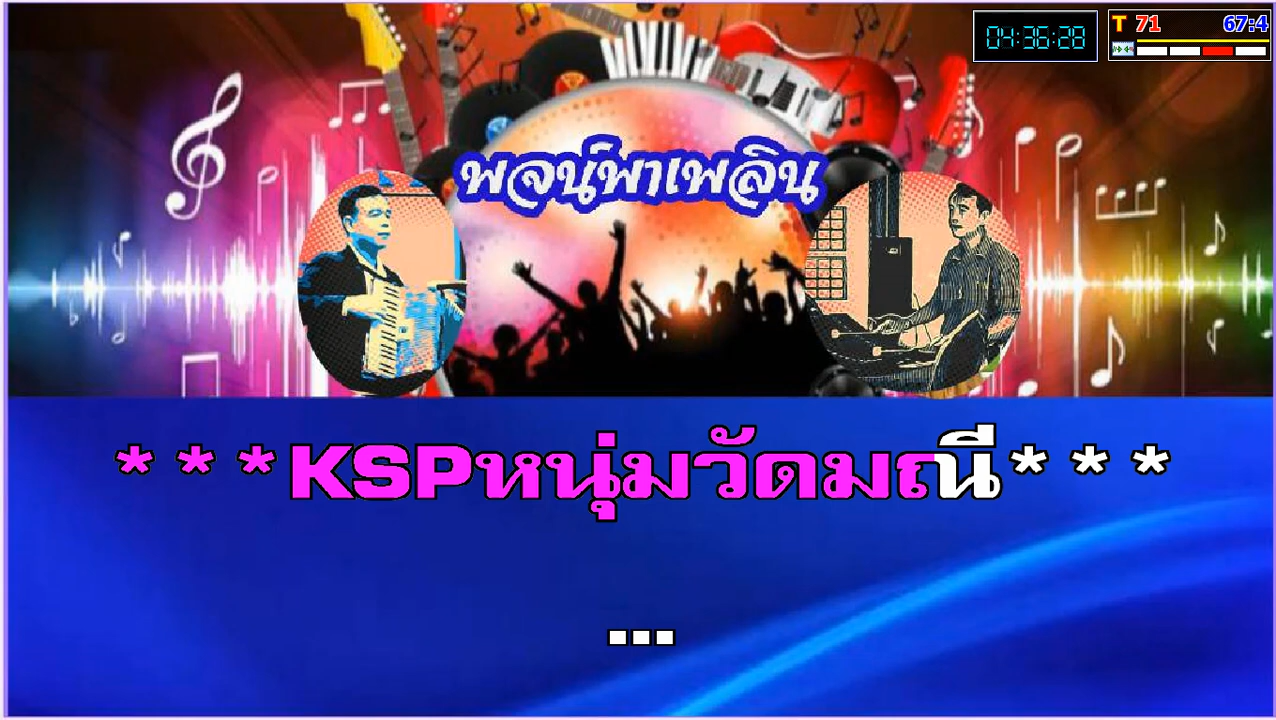 04:36:28
T 71 67:4
พจน์พาเพลิน
* * * KSPหนุ่มวัดมณี* * *
...